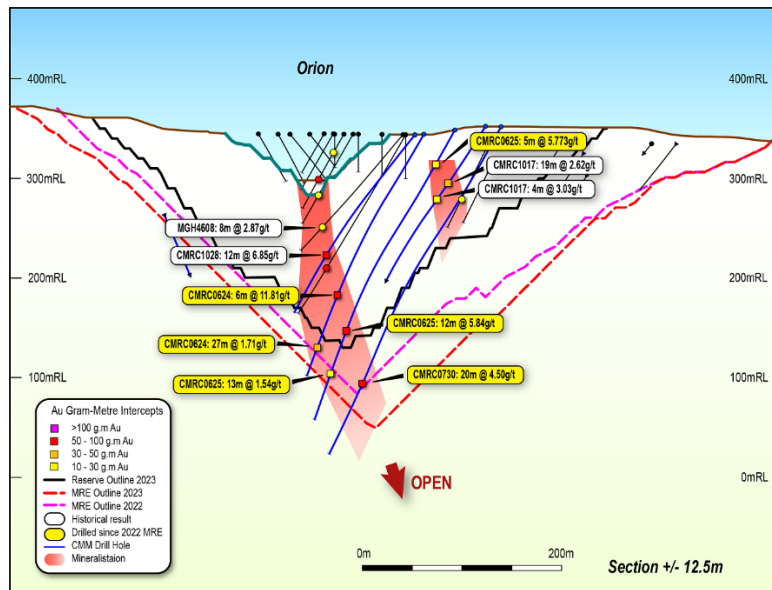 Orion
400mRL
400mRL
CMRC0625: 5m @ 5.773g/t
CMRC1017: 19m @ 2.62g/t
300mRL
300mRL
CMRC1017: 4m @ 3.03g/t
MGH4608: 8m @ 2.87g/t
CMRC1028: 12m @ 6.85g/t
200mRL
200mRL
CMRC0624: 6m @ 11.81g/t
CMRC0625: 12m @ 5.84g/t
CMRC0624: 27m @ 1.71g/t
100mRL
100mRL
CMRC0625: 13m @ 1.54g/t
CMRC0730: 20m @ 4.50g/t
Au Gram-Metre Intercepts
>100 g.m Au
50 - 100 g.m Au
30 - 50 g.m Au
10 - 30 g.m Au
Reserve Outline 2023
MRE Outline 2023
MRE Outline 2022
Historical result
Drilled since 2022 MRE
CMM Drill Hole
Mineralistaion
OPEN
0mRL
0m
200m
Section +/- 12.5m